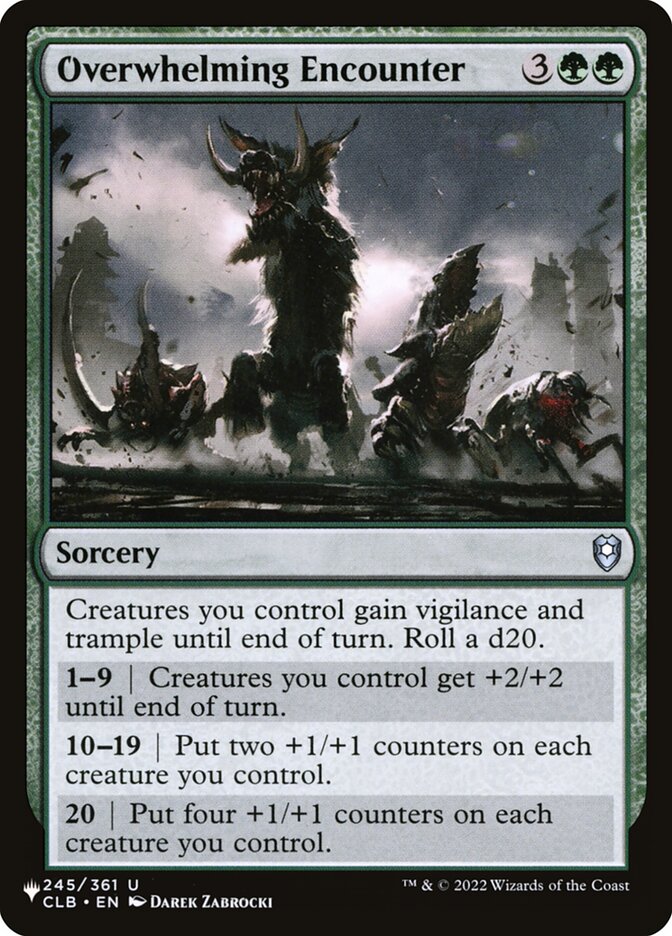 Overwhelming Encounter 3
Sorcery
Creatures you control gain vigilance and
trample until end of turn. Roll a d20.
1–9 | Creatures you control get +2/+2
until end of turn.
10–19 | Put two +1/+1 counters on each
creature you control.
20 | Put four +1/+1 counters on each
creature you control.
245/361 U
CLB • EN Darek Zabrocki
™ & © 2022 Wizards of the Coast